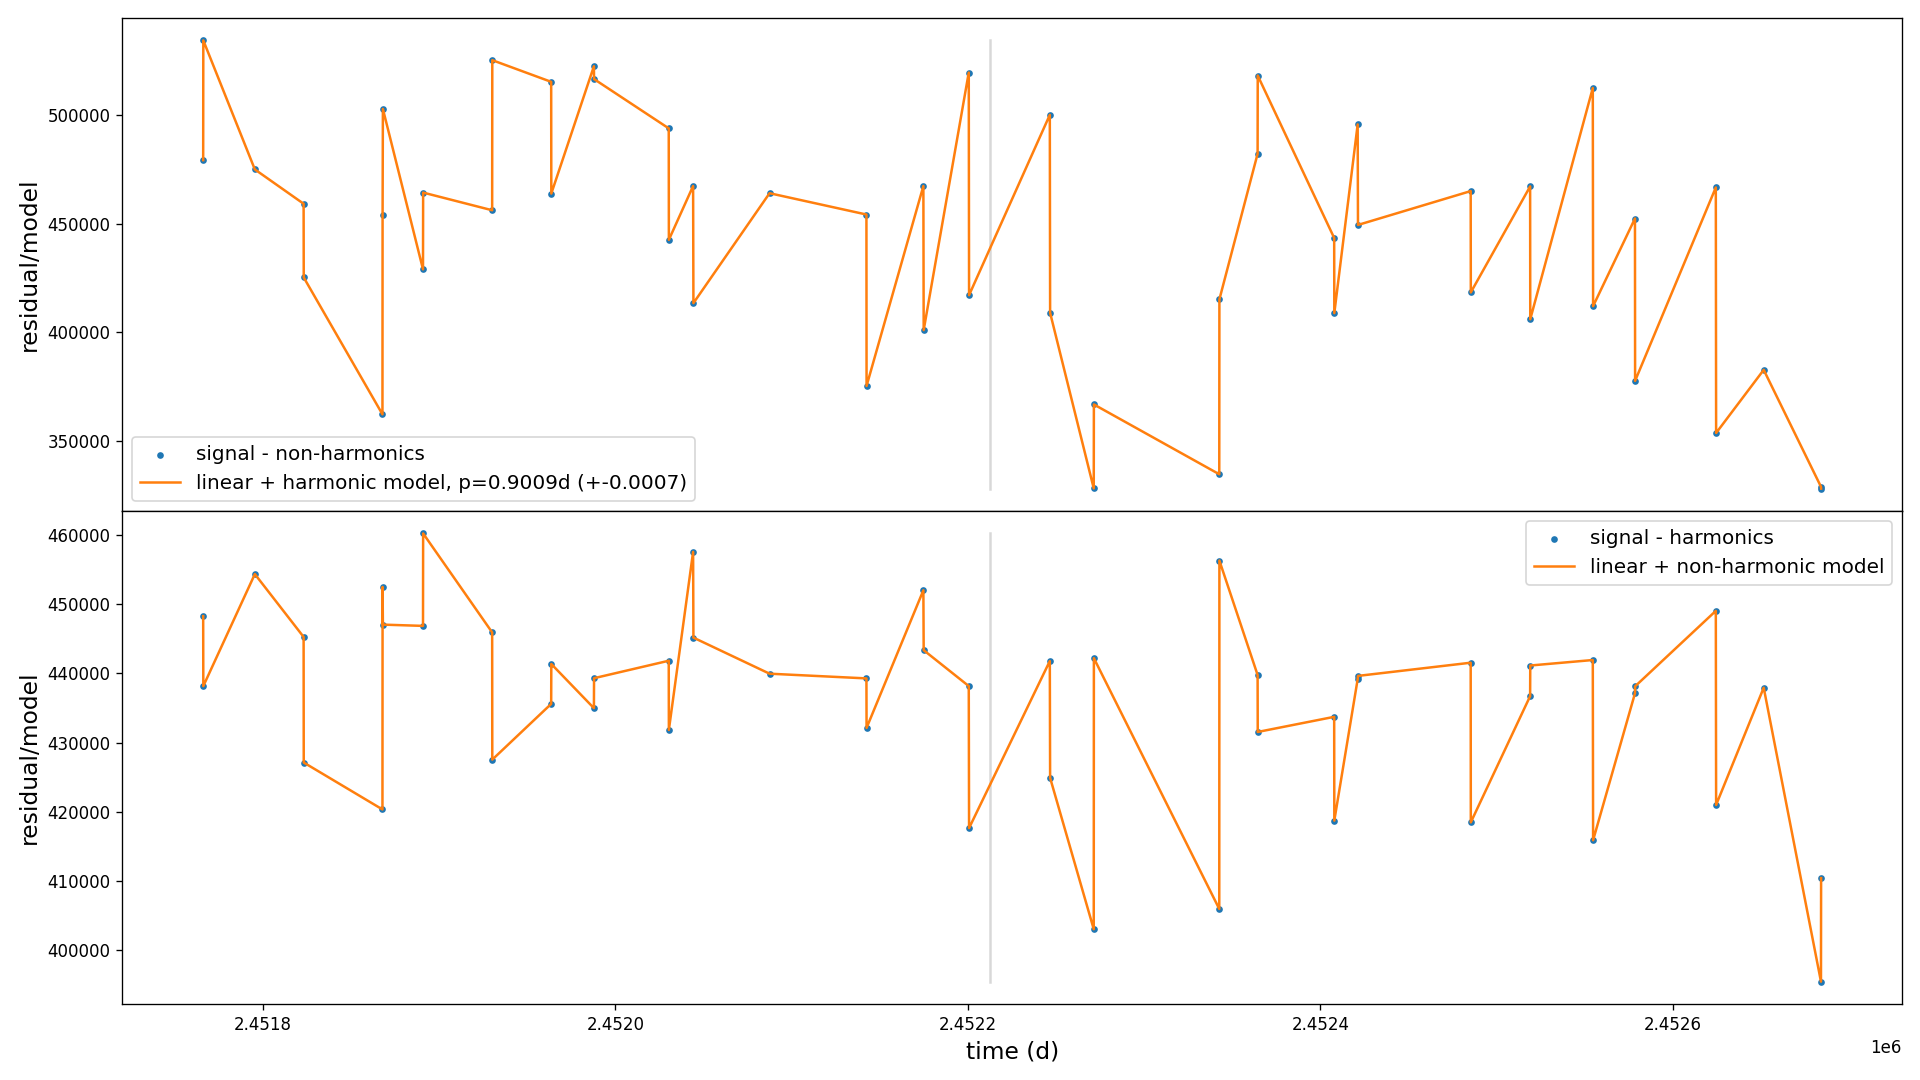 500000
450000
400000
350000
residual/model
signal - non-harmonics
linear + harmonic model, p=0.9009d (+-0.0007)
460000
450000
440000
430000
420000
410000
400000
residual/model
signal - harmonics
linear + non-harmonic model
2.4518
2.4520
2.4522
2.4524
2.4526
1e6
time (d)